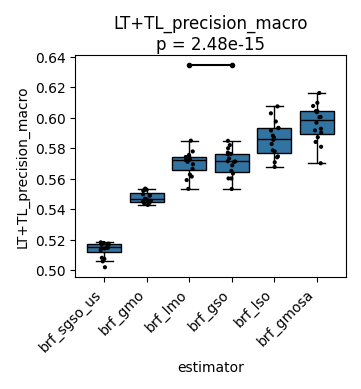 LT+TL_precision_macro
p = 2.48e-15
LT+TL_precision_macro
0.64
0.62
0.60
0.58
0.56
0.54
0.52
0.50
brf_sgso_us
brf_gmo
brf_lmo
brf_gso
brf_lso
brf_gmosa
estimator